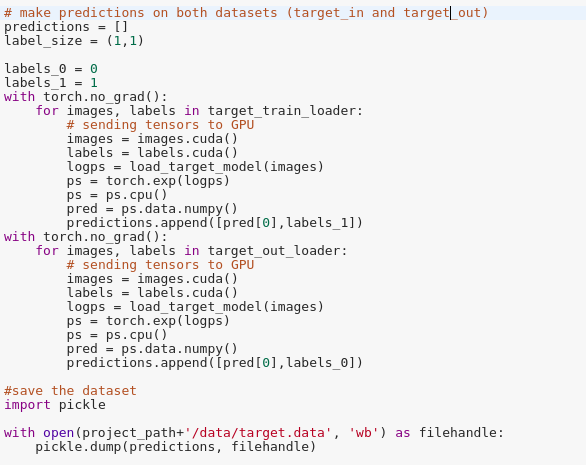 # make predictions on both datasets (target_in and target_out)
predictions = []
label_size = (1,1)

labels_0 = 0
labels_1 = 1
with torch.no_grad():
    for images, labels in target_train_loader:
        # sending tensors to GPU
        images = images.cuda()
        labels = labels.cuda()
        logps = load_target_model(images)
        ps = torch.exp(logps)
        ps = ps.cpu()
        pred = ps.data.numpy()
        predictions.append([pred[0],labels_1])
with torch.no_grad():
    for images, labels in target_out_loader:
        # sending tensors to GPU
        images = images.cuda()
        labels = labels.cuda()
        logps = load_target_model(images)
        ps = torch.exp(logps)
        ps = ps.cpu()
        pred = ps.data.numpy()
        predictions.append([pred[0],labels_0])

#save the dataset
import pickle

with open(project_path+'/data/target.data', 'wb') as filehandle:
    pickle.dump(predictions, filehandle)